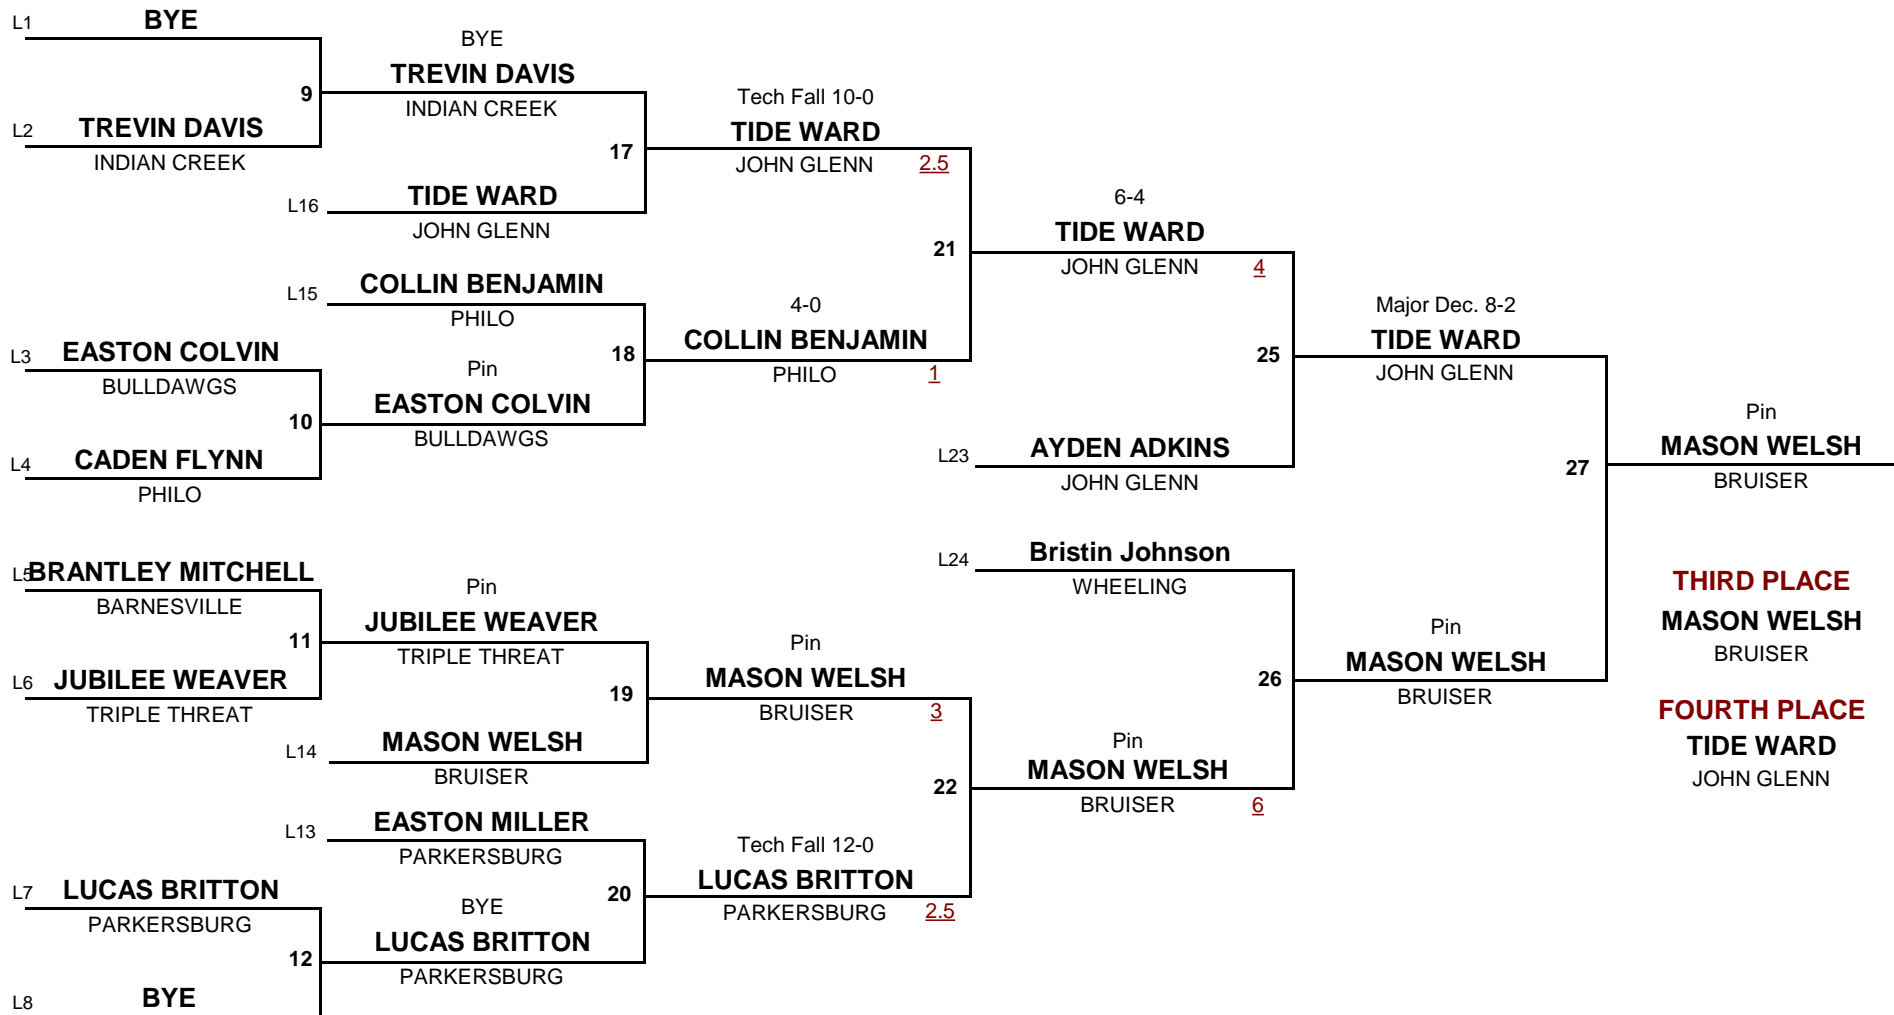 L1 BYE
BYE
TREVIN DAVIS
INDIAN CREEK
9
L2 TREVIN DAVIS
INDIAN CREEK
Tech Fall 10-0
TIDE WARD
JOHN GLENN 2.5
17
L16 TIDE WARD
JOHN GLENN
6-4
TIDE WARD
JOHN GLENN 4
21
L15 COLLIN BENJAMIN
PHILO
4-0
COLLIN BENJAMIN
PHILO 1
18
L3 EASTON COLVIN
BULLDAWGS
Pin
EASTON COLVIN
BULLDAWGS
10
L4 CADEN FLYNN
PHILO
Major Dec. 8-2
TIDE WARD
JOHN GLENN
25
L23 AYDEN ADKINS
JOHN GLENN
Pin
MASON WELSH
BRUISER
27
L24 Bristin Johnson
WHEELING
L5 BRANTLEY MITCHELL
BARNESVILLE
Pin
JUBILEE WEAVER
TRIPLE THREAT
11
L6 JUBILEE WEAVER
TRIPLE THREAT
Pin
MASON WELSH
BRUISER 3
19
L14 MASON WELSH
BRUISER
Pin
MASON WELSH
BRUISER
26
Pin
MASON WELSH
BRUISER 6
22
L13 EASTON MILLER
PARKERSBURG
Tech Fall 12-0
LUCAS BRITTON
PARKERSBURG 2.5
20
L7 LUCAS BRITTON
PARKERSBURG
BYE
LUCAS BRITTON
PARKERSBURG
12
L8 BYE
THIRD PLACE
MASON WELSH
BRUISER
FOURTH PLACE
TIDE WARD
JOHN GLENN